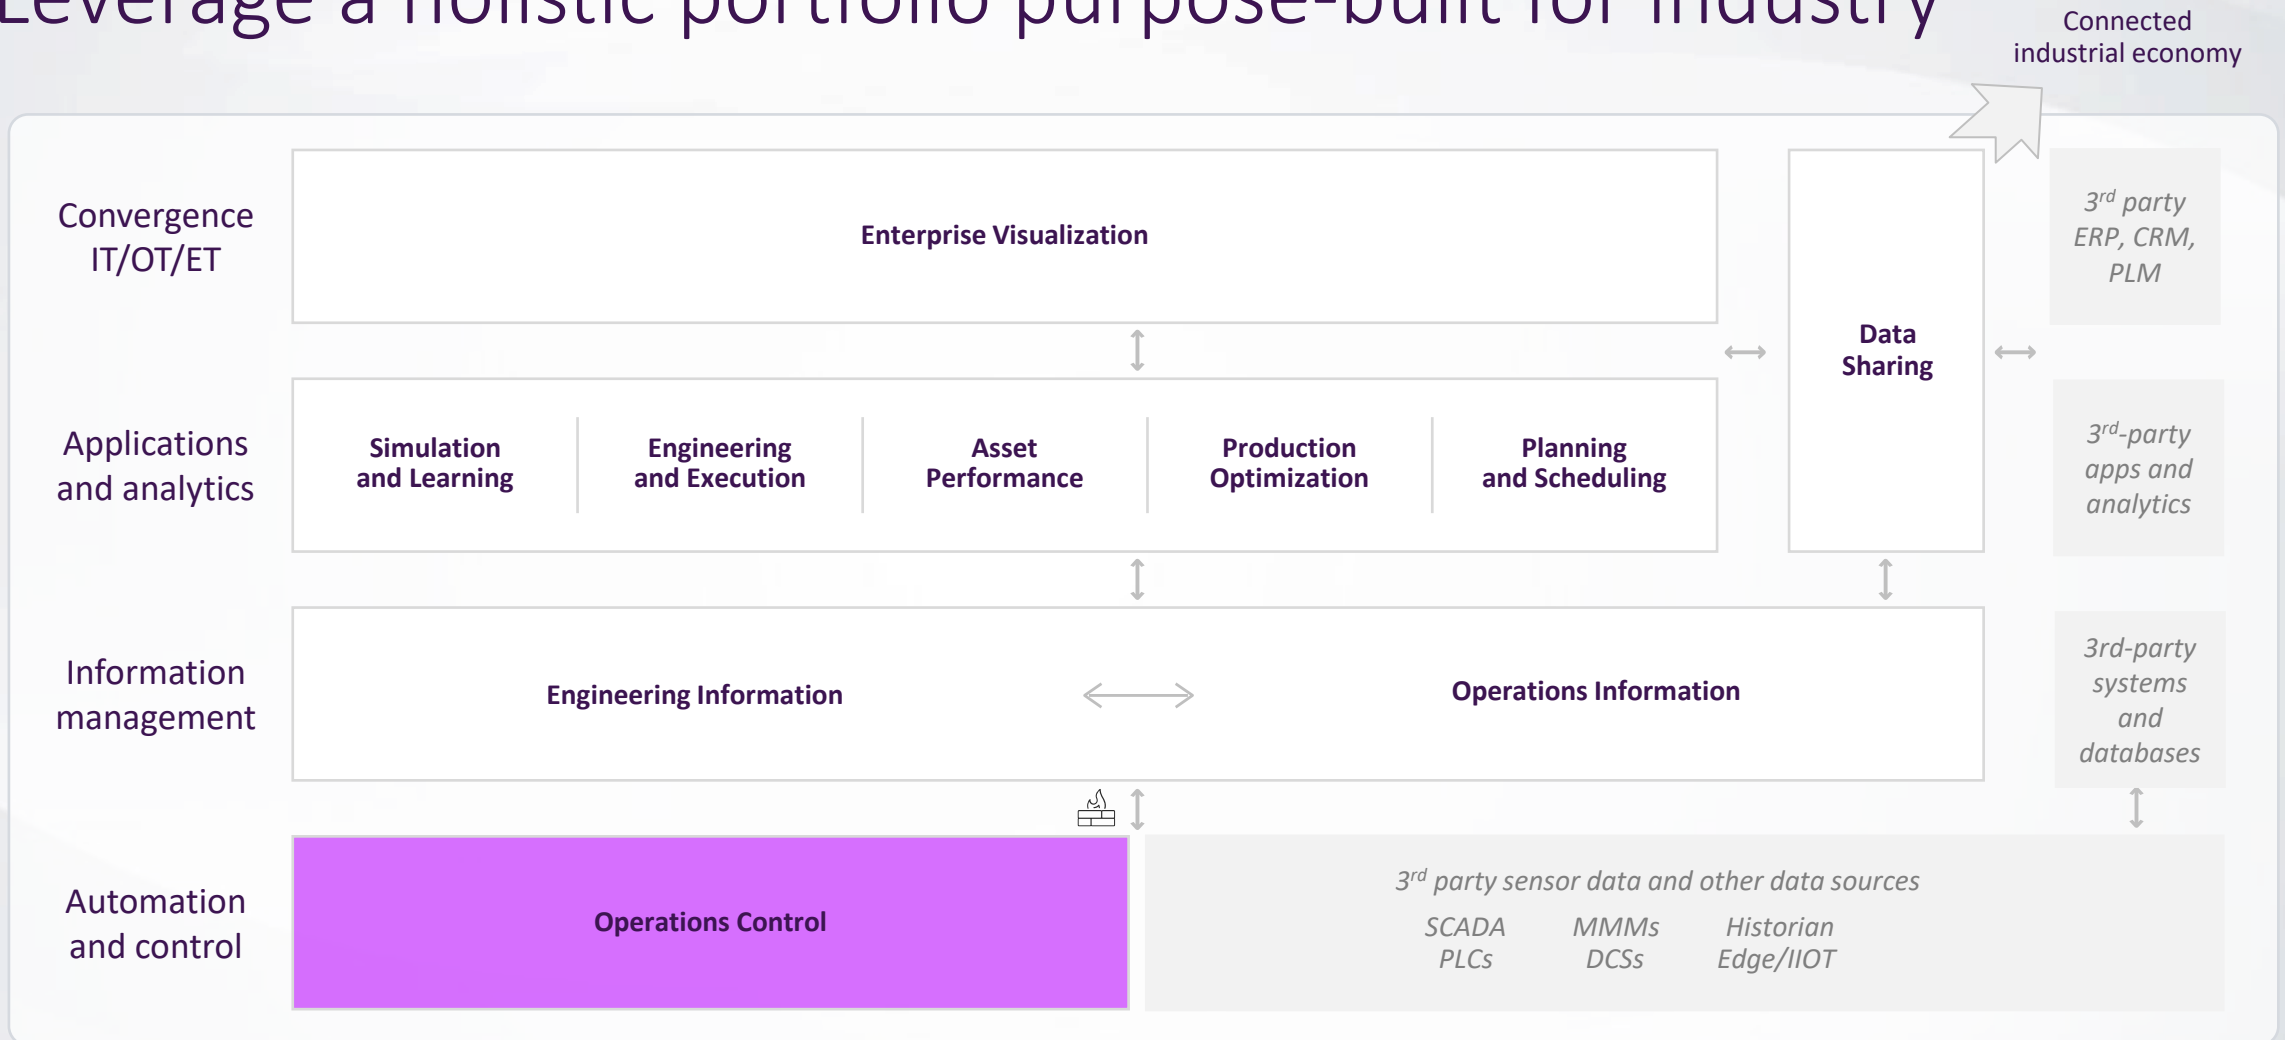 Leverage a holistic portfolio purpose-built for industry
Connected
industrial economy
Convergence
IT/OT/ET
Enterprise Visualization
Data
Sharing
3rd party
ERP, CRM,
PLM
Applications
and analytics
Simulation
and Learning
Engineering
and Execution
Asset
Performance
Production
Optimization
Planning
and Scheduling
3rd-party
apps and
analytics
Information
management
Engineering Information
Operations Information
3rd-party
systems
and
databases
Automation
and control
Operations Control
3rd party sensor data and other data sources
SCADA MMMs Historian
PLCs DCSs Edge/IIOT